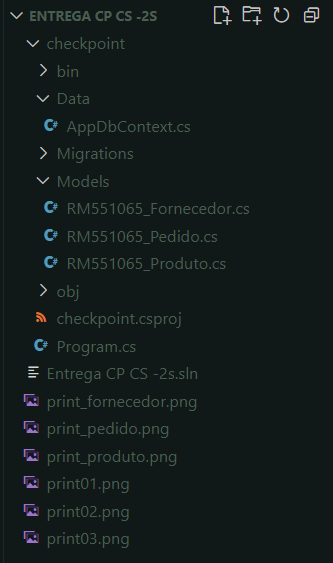 ENTREGA CP CS -2S
checkpoint
bin
Data
C# AppDbContext.cs
Migrations
Models
C# RM551065_Fornecedor.cs
C# RM551065_Pedido.cs
C# RM551065_Produto.cs
obj
checkpoint.csproj
C# Program.cs
Entrega CP CS -2s.sln
print_fornecedor.png
print_pedido.png
print_produto.png
print01.png
print02.png
print03.png